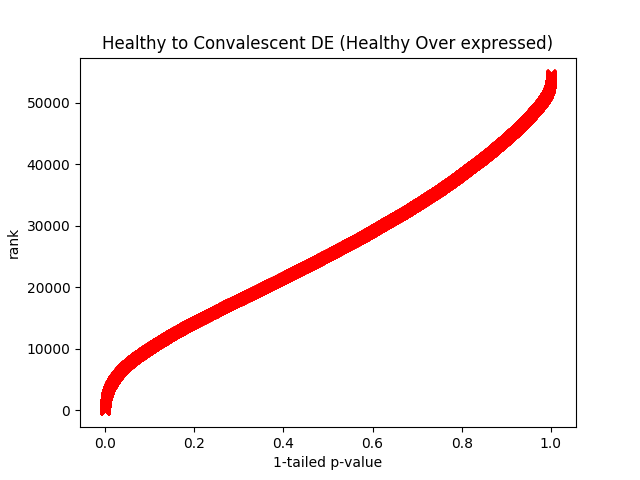 Healthy to Convalescent DE (Healthy Over expressed)
50000
40000
30000
20000
10000
0
rank
0.0 0.2 0.4 0.6 0.8 1.0
1-tailed p-value